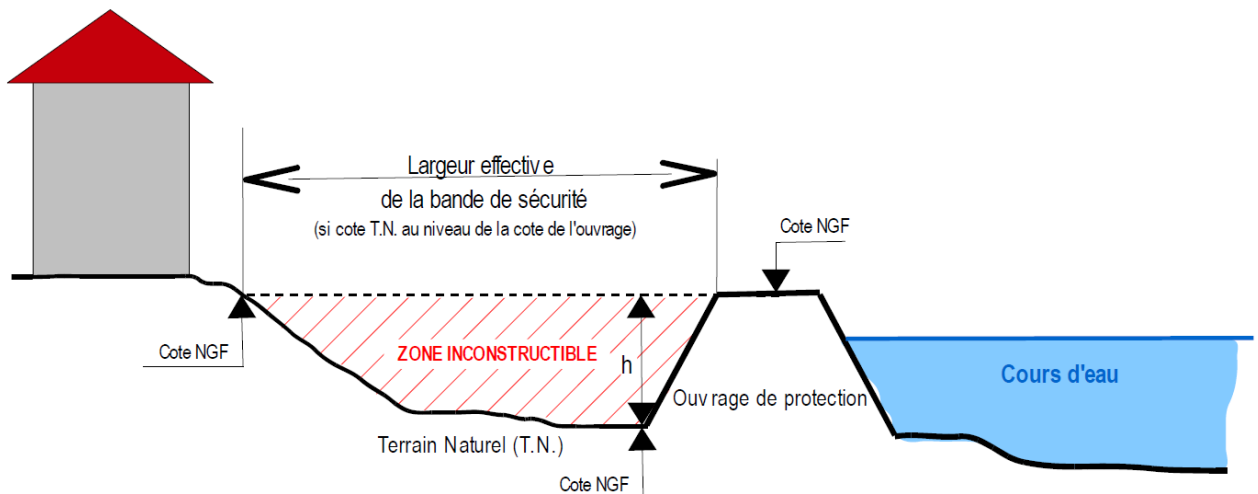 Largeur effective
de la bande de sécurité
(si cote T.N. au niveau de la cote de l'ouvrage)
Cote NGF
Cote NGF
ZONE INCONSTRUCTIBLE
h
Cours d'eau
Ouvrage de protection
Terrain Naturel (T.N.)
Cote NGF